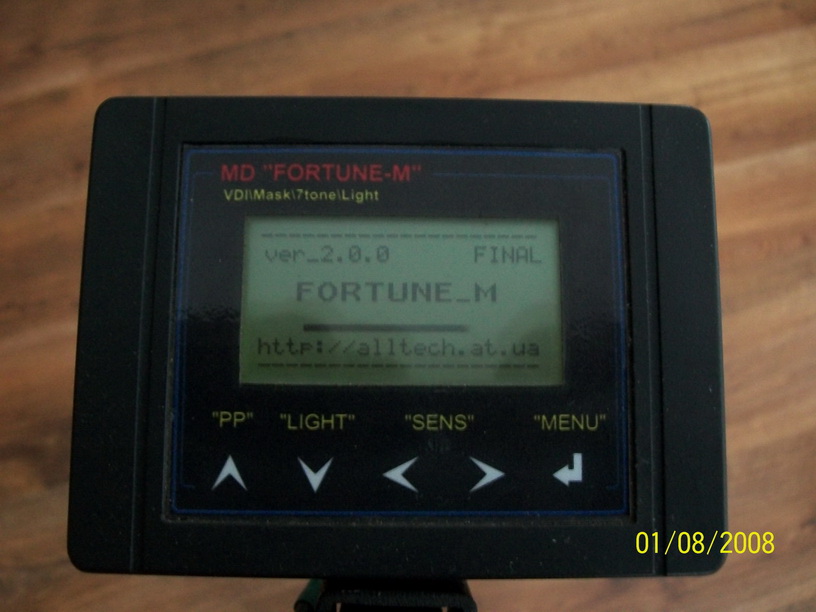 MD "FORTUNE-M"
VDI\Mask\7tone\Light
ver_2.0.0 FINAL
FORTUNE_M
http://alltech.at.ua
"PP" "LIGHT" "SENS" "MENU"
01/08/2008